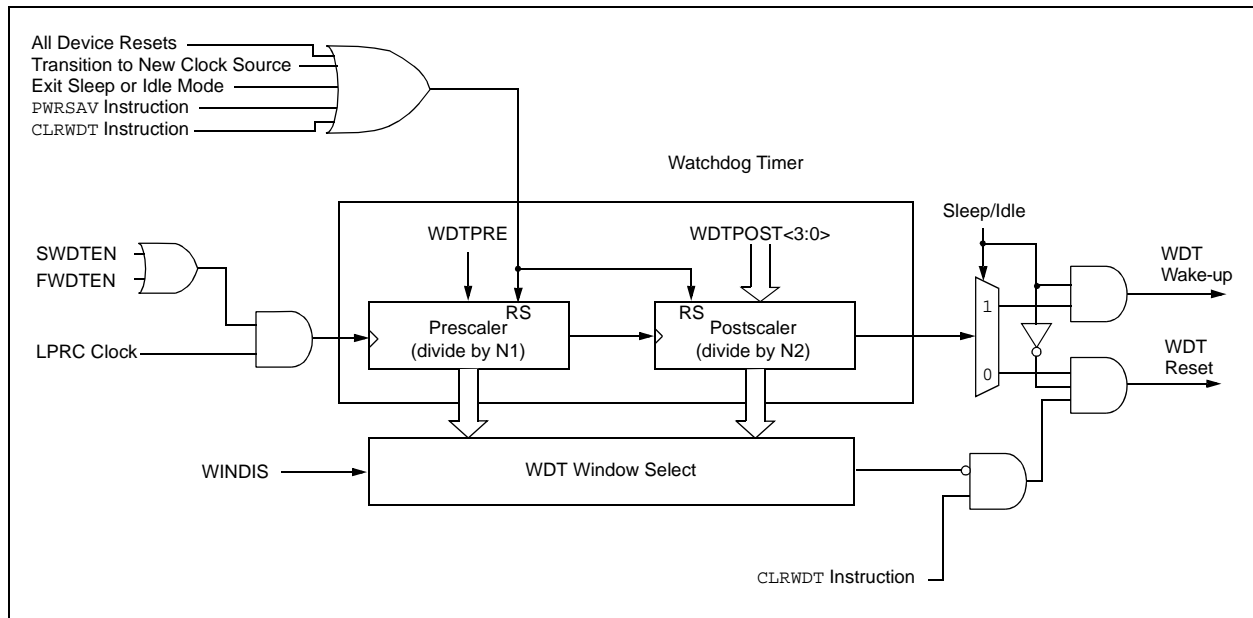 All Device Resets
Transition to New Clock Source
Exit Sleep or Idle Mode
PWRSAV Instruction
CLRWDT Instruction
Watchdog Timer
Sleep/Idle
SWDTEN
FWDTEN
WDTPRE
WDTPOST<3:0>
WDT
Wake-up
RS
RS
1
Prescaler
(divide by N1)
Postscaler
(divide by N2)
LPRC Clock
0
WDT
Reset
WINDIS
WDT Window Select
CLRWDT Instruction